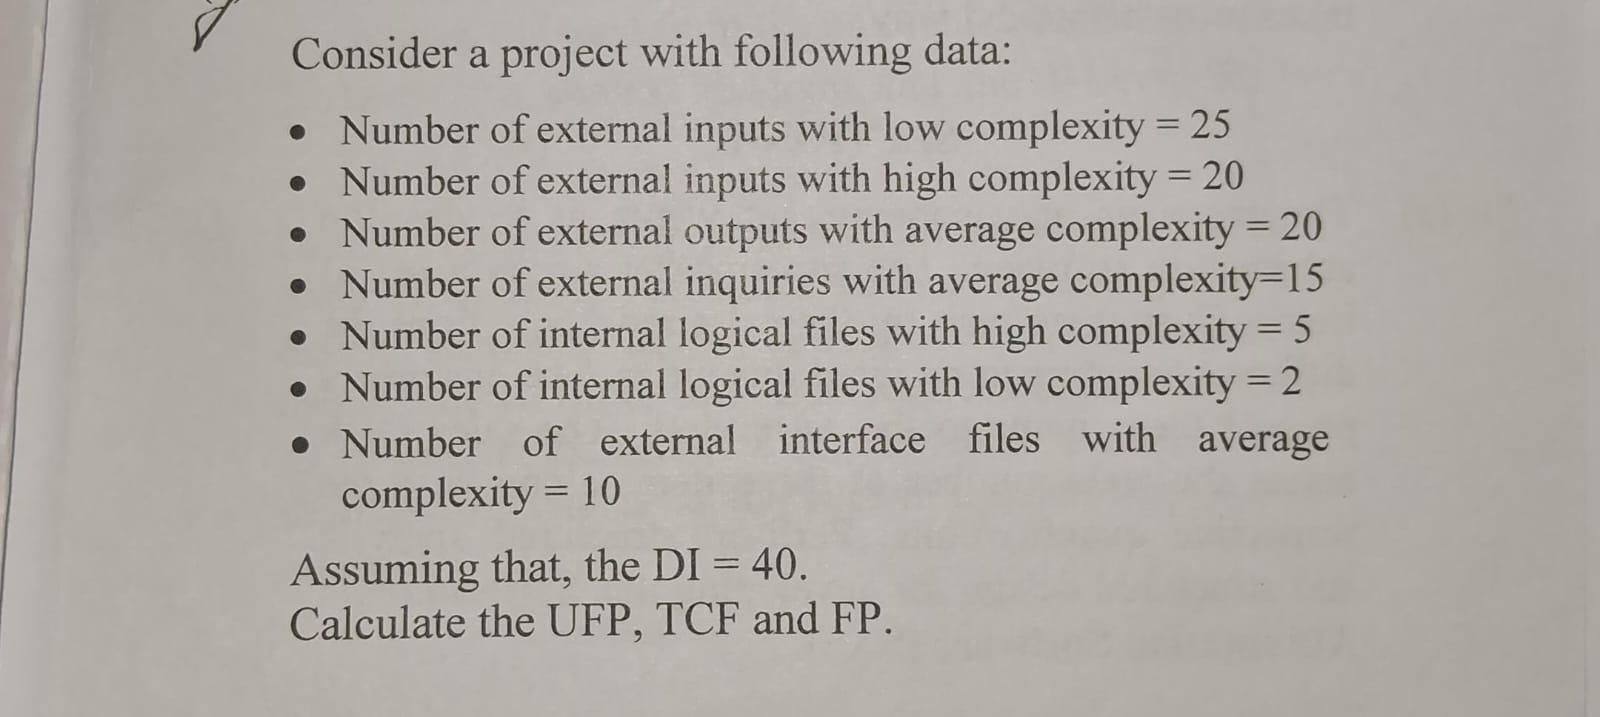 Consider a project with following data:
• Number of external inputs with low complexity = 25
• Number of external inputs with high complexity = 20
• Number of external outputs with average complexity = 20
• Number of external inquiries with average complexity=15
• Number of internal logical files with high complexity = 5
• Number of internal logical files with low complexity = 2
• Number of external interface files with average
complexity = 10
Assuming that, the DI = 40.
Calculate the UFP, TCF and FP.